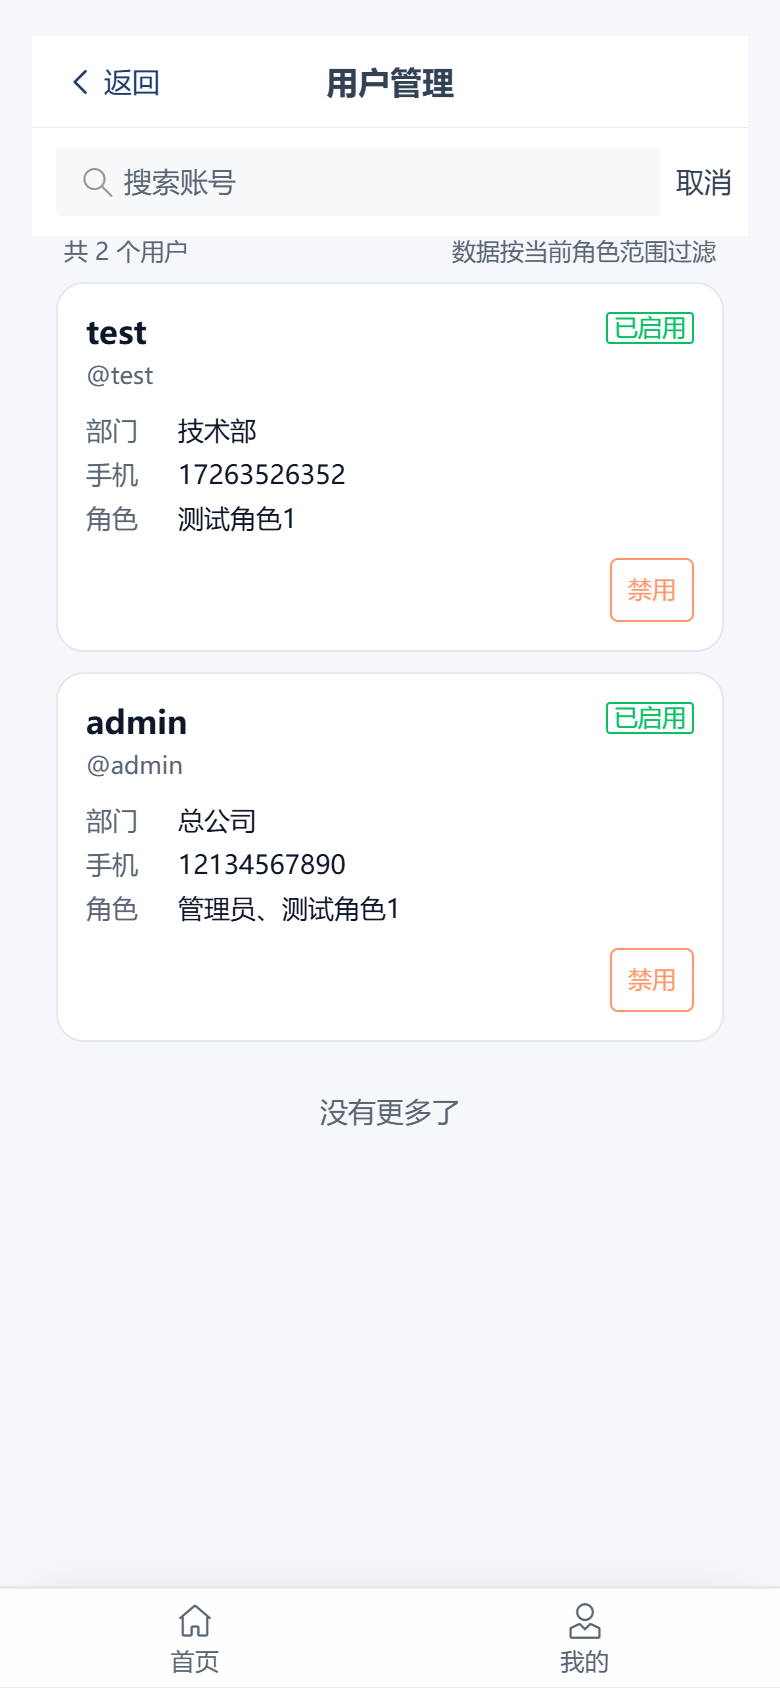 返回
用户管理
搜索账号
取消
共 2 个用户
数据按当前角色范围过滤
test
已启用
@test
部门 技术部
手机 17263526352
角色 测试角色1
禁用
admin
已启用
@admin
部门 总公司
手机 12134567890
角色 管理员、测试角色1
禁用
没有更多了
首页
我的